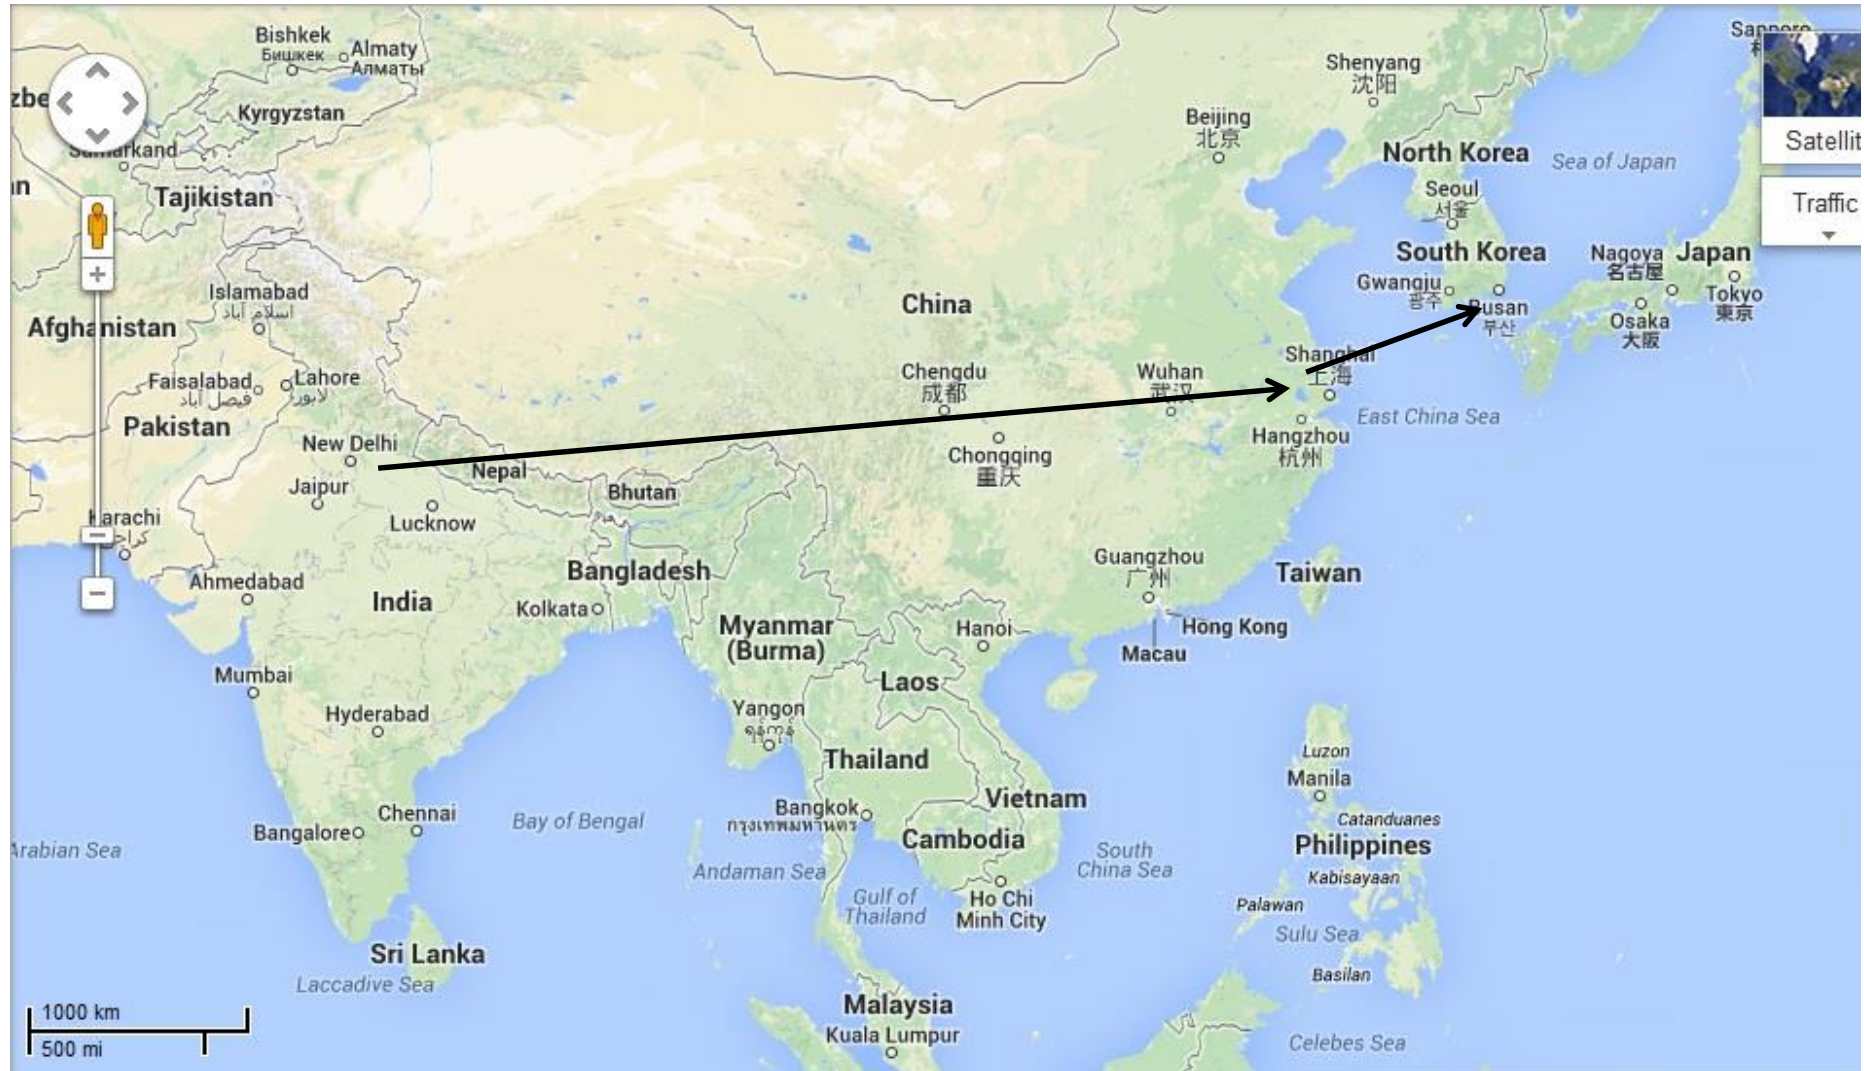 Bishkek
Бишкек
Almaty
Алматы
Kyrgyzstan
Tajikistan
Islamabad
اسلام آباد
Afghanistan
Faisalabad
فیصل آباد
Lahore
لاہور
Pakistan
New Delhi
Jaipur
Lucknow
Karachi
Nepal
Bhutan
Bangladesh
Ahmedabad
India
Kolkata
Mumbai
Hyderabad
Bangalore
Chennai
Arabian Sea
Bay of Bengal
Sri Lanka
Laccadive Sea
1000 km
500 mi
China
Chengdu
成都
Chongqing
重庆
Wuhan
武汉
Beijing
北京
Shenyang
沈阳
North Korea
Seoul
서울
South Korea
Gwangju
광주
Busan
부산
Sea of Japan
Nagoya
名古屋
Japan
Tokyo
東京
Osaka
大阪
Sapporo
Satellit
Traffic
Shanghai
上海
Hangzhou
杭州
East China Sea
Guangzhou
广州
Hong Kong
Macau
Taiwan
Myanmar
(Burma)
Hanoi
Laos
Yangon
ရန်ကုန်
Thailand
Bangkok
กรุงเทพมหานคร
Vietnam
Cambodia
Ho Chi
Minh City
Andaman Sea
Gulf of
Thailand
South
China Sea
Luzon
Manila
Catanduanes
Philippines
Kabisayaan
Palawan
Sulu Sea
Basilan
Malaysia
Kuala Lumpur
Celebes Sea